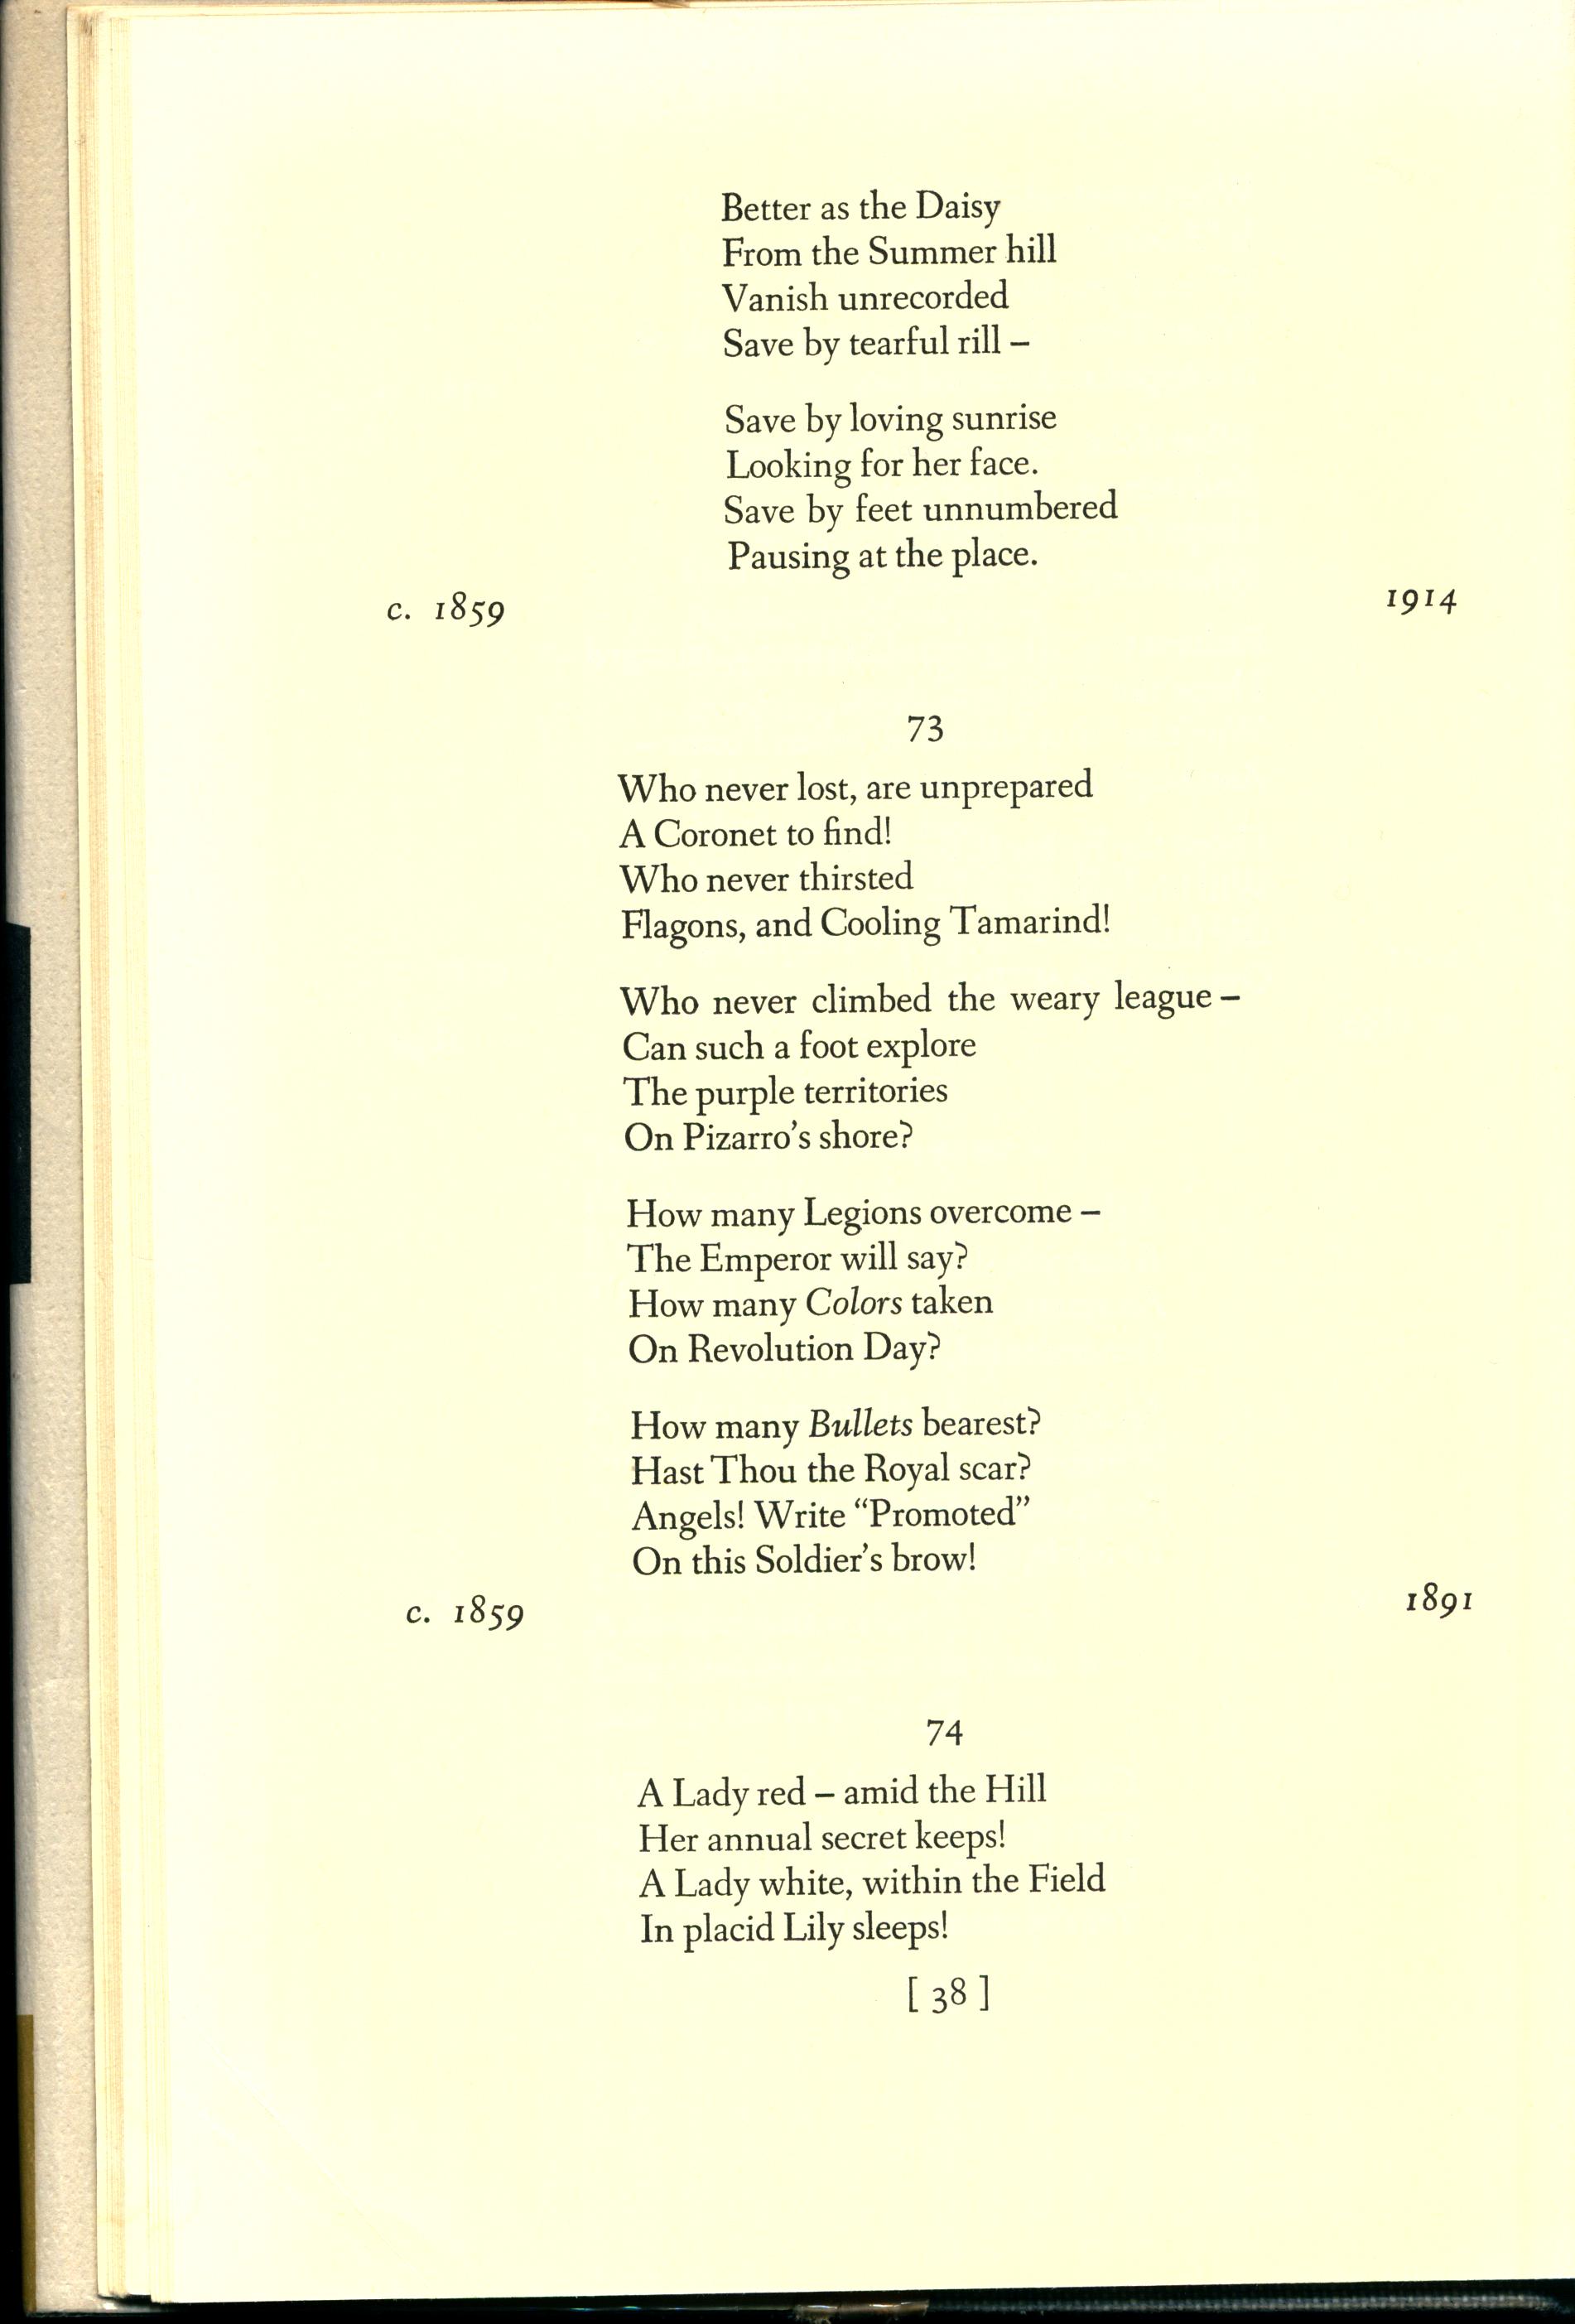 Better as the Daisy
From the Summer hill
Vanish unrecorded
Save by tearful rill –
Save by loving sunrise
Looking for her face.
Save by feet unnumbered
Pausing at the place.
c. 1859 1914
73
Who never lost, are unprepared
A Coronet to find!
Who never thirsted
Flagons, and Cooling Tamarind!
Who never climbed the weary league –
Can such a foot explore
The purple territories
On Pizarro's shore?
How many Legions overcome –
The Emperor will say?
How many Colors taken
On Revolution Day?
How many Bullets bearest?
Hast Thou the Royal scar?
Angels! Write “Promoted”
On this Soldier's brow!
c. 1859 1891
74
A Lady red – amid the Hill
Her annual secret keeps!
A Lady white, within the Field
In placid Lily sleeps!
[ 38 ]